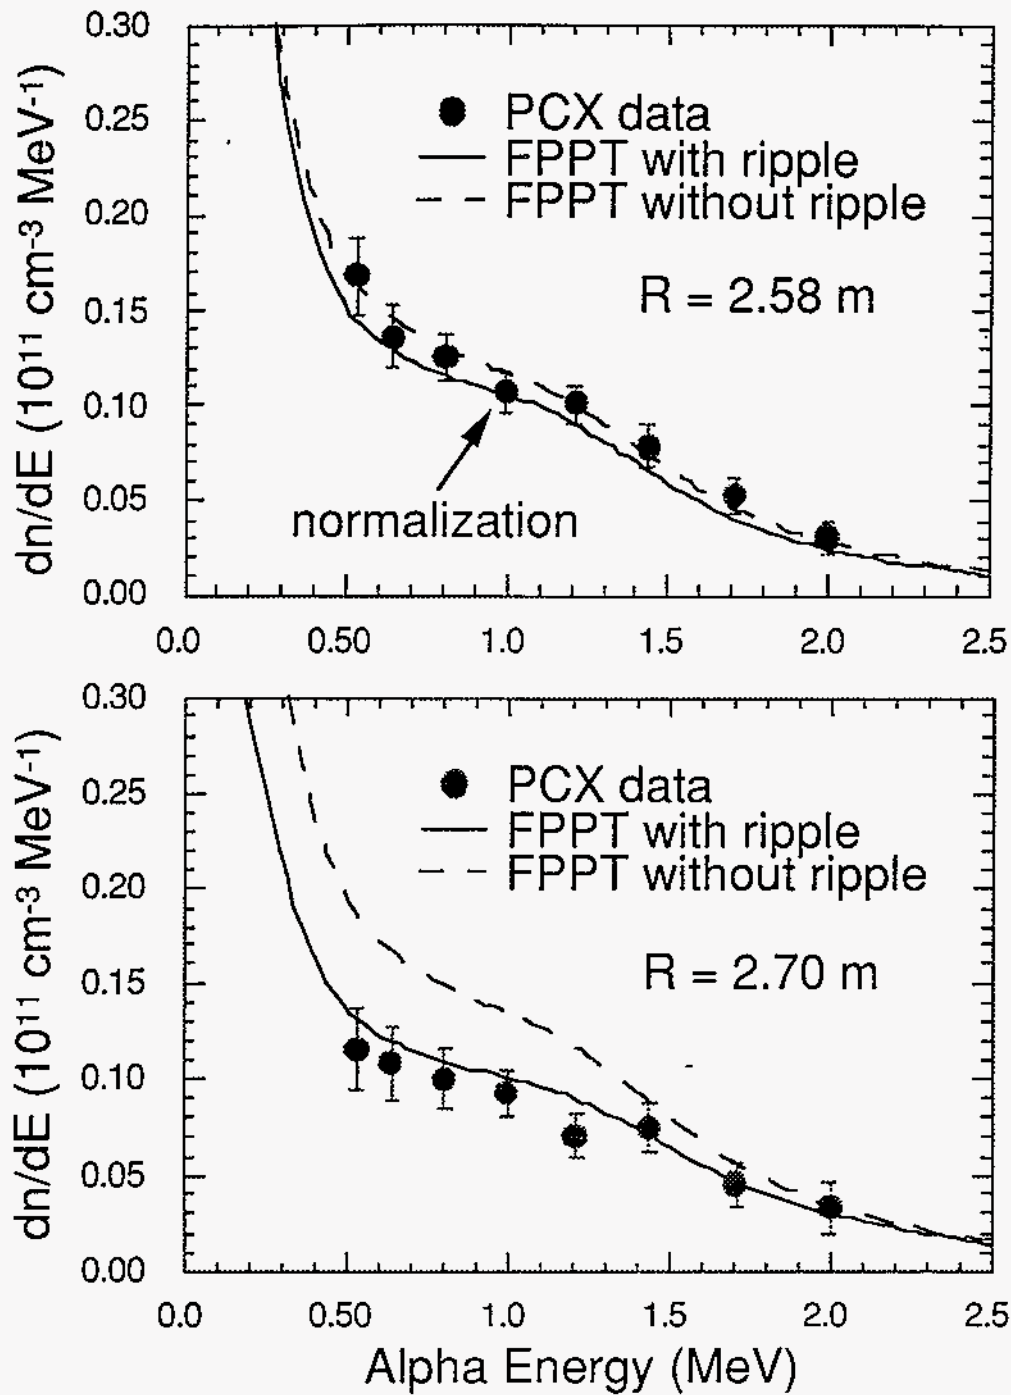 0.30
0.25
0.20
0.15
0.10
0.05
0.00
dn/dE (10¹¹ cm⁻³ MeV⁻¹)
PCX data
FPPT with ripple
FPPT without ripple
R = 2.58 m
normalization
0.0 0.50 1.0 1.5 2.0 2.5
0.30
0.25
0.20
0.15
0.10
0.05
0.00
dn/dE (10¹¹ cm⁻³ MeV⁻¹)
PCX data
FPPT with ripple
FPPT without ripple
R = 2.70 m
0.0 0.50 1.0 1.5 2.0 2.5
Alpha Energy (MeV)